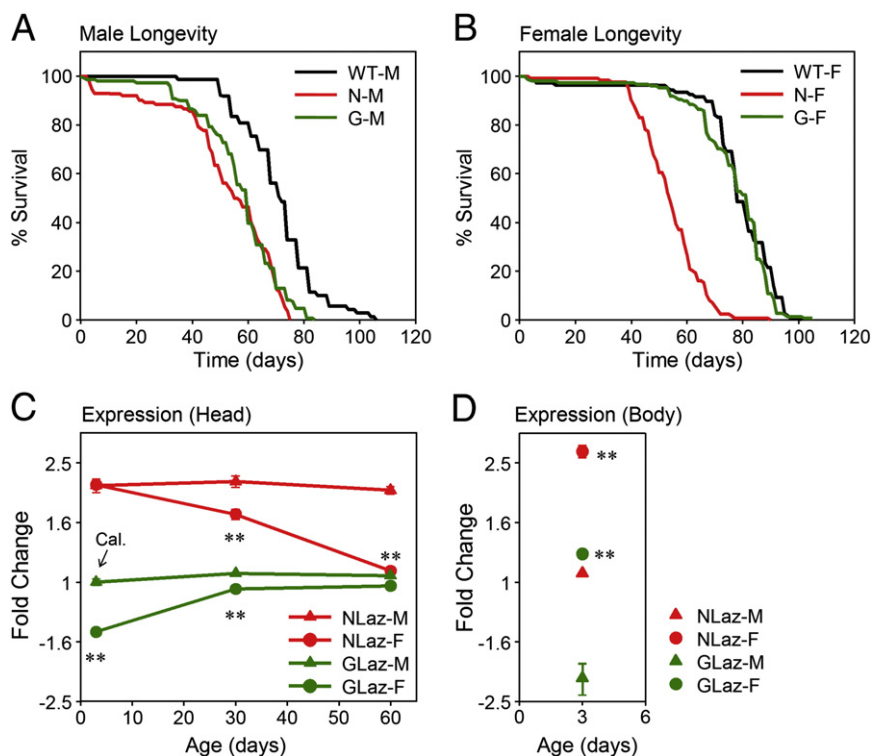 A Male Longevity
% Survival
100
80
60
40
20
0
WT-M
N-M
G-M
0 20 40 60 80 100 120
Time (days)
B Female Longevity
% Survival
100
80
60
40
20
0
WT-F
N-F
G-F
0 20 40 60 80 100 120
Time (days)
C Expression (Head)
Fold Change
2.5
1.6
1
-1.6
-2.5
Cal.
**
**
**
**
NLaz-M
NLaz-F
GLaz-M
GLaz-F
0 10 20 30 40 50 60
Age (days)
D Expression (Body)
2.5
1.6
1
-1.6
-2.5
**
**
0 3 6
Age (days)
NLaz-M
NLaz-F
GLaz-M
GLaz-F